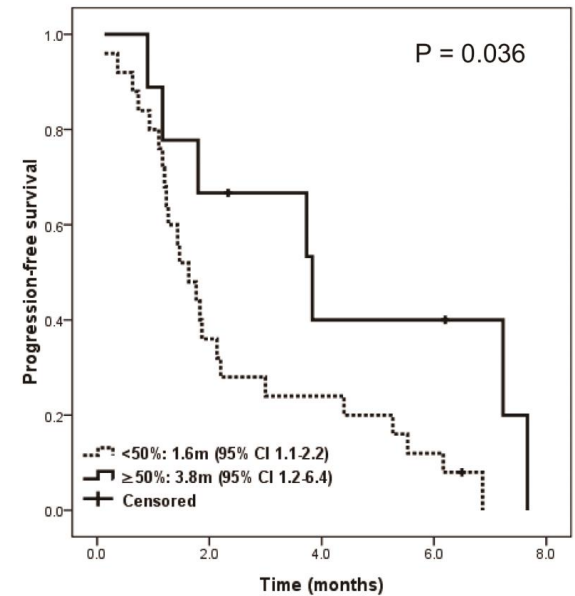 P = 0.036
Progression-free survival
1.0
0.8
0.6
0.4
0.2
0.0
<50%: 1.6m (95% CI 1.1-2.2)
≥50%: 3.8m (95% CI 1.2-6.4)
Censored
0.0 2.0 4.0 6.0 8.0
Time (months)